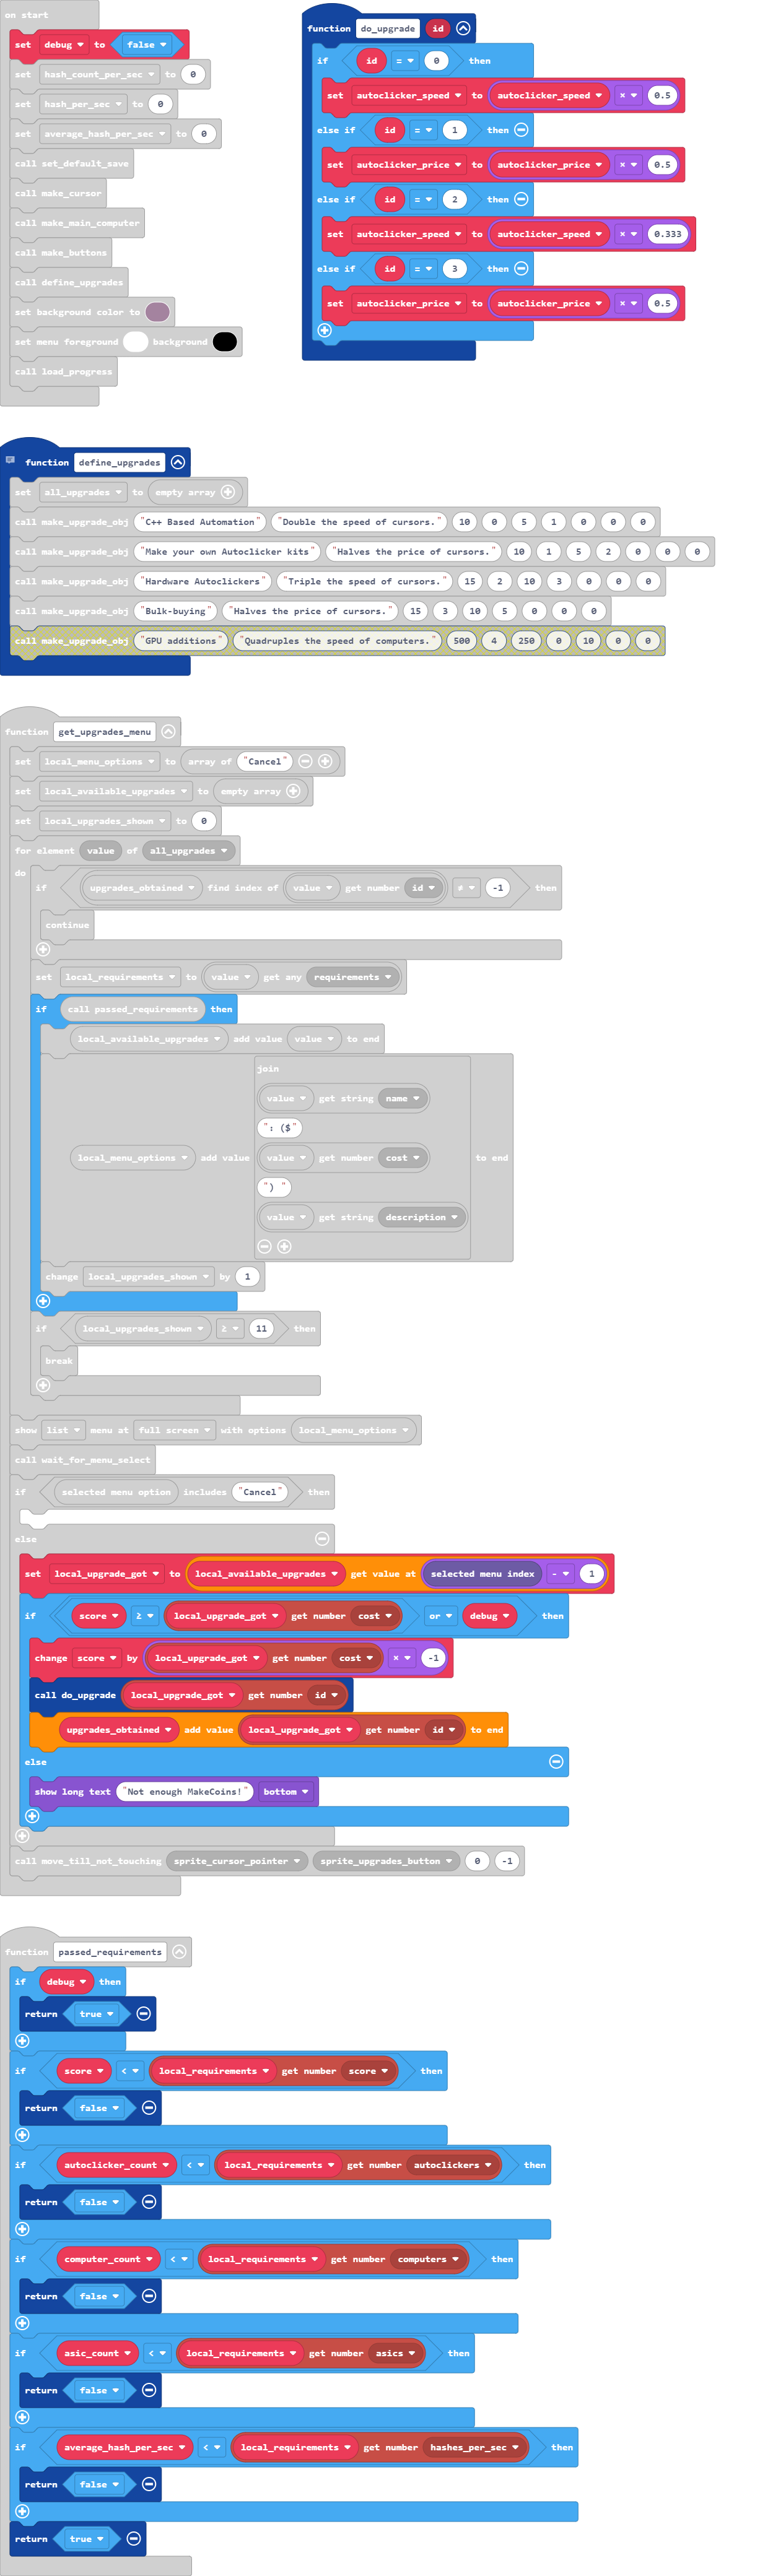 on start
set debug to false
set hash_count_per_sec to 0
set hash_per_sec to 0
set average_hash_per_sec to 0
call set_default_save
call make_cursor
call make_main_computer
call make_buttons
call define_upgrades
set background color to
set menu foreground background
call load_progress
function do_upgrade id
if id = 0 then
set autoclicker_speed to autoclicker_speed × 0.5
else if id = 1 then
set autoclicker_price to autoclicker_price × 0.5
else if id = 2 then
set autoclicker_speed to autoclicker_speed × 0.333
else if id = 3 then
set autoclicker_price to autoclicker_price × 0.5
function define_upgrades
set all_upgrades to empty array
call make_upgrade_obj "C++ Based Automation" "Double the speed of cursors." 10 0 5 1 0 0 0
call make_upgrade_obj "Make your own Autoclicker kits" "Halves the price of cursors." 10 1 5 2 0 0 0
call make_upgrade_obj "Hardware Autoclickers" "Triple the speed of cursors." 15 2 10 3 0 0 0
call make_upgrade_obj "Bulk-buying" "Halves the price of cursors." 15 3 10 5 0 0 0
call make_upgrade_obj "GPU additions" "Quadruples the speed of computers." 500 4 250 0 10 0 0
function get_upgrades_menu
set local_menu_options to array of "Cancel"
set local_available_upgrades to empty array
set local_upgrades_shown to 0
for element value of all_upgrades
do
if upgrades_obtained find index of value get number id ≠ -1 then
continue
set local_requirements to value get any requirements
if call passed_requirements then
local_available_upgrades add value value to end
local_menu_options add value join
value get string name
": ($"
value get number cost
") "
value get string description
to end
change local_upgrades_shown by 1
if local_upgrades_shown ≥ 11 then
break
show list menu at full screen with options local_menu_options
call wait_for_menu_select
if selected menu option includes "Cancel" then
else
set local_upgrade_got to local_available_upgrades get value at selected menu index - 1
if score ≥ local_upgrade_got get number cost or debug then
change score by local_upgrade_got get number cost × -1
call do_upgrade local_upgrade_got get number id
upgrades_obtained add value local_upgrade_got get number id to end
else
show long text "Not enough MakeCoins!" bottom
call move_till_not_touching sprite_cursor_pointer sprite_upgrades_button 0 -1
function passed_requirements
if debug then
return true
if score < local_requirements get number score then
return false
if autoclicker_count < local_requirements get number autoclickers then
return false
if computer_count < local_requirements get number computers then
return false
if asic_count < local_requirements get number asics then
return false
if average_hash_per_sec < local_requirements get number hashes_per_sec then
return false
return true